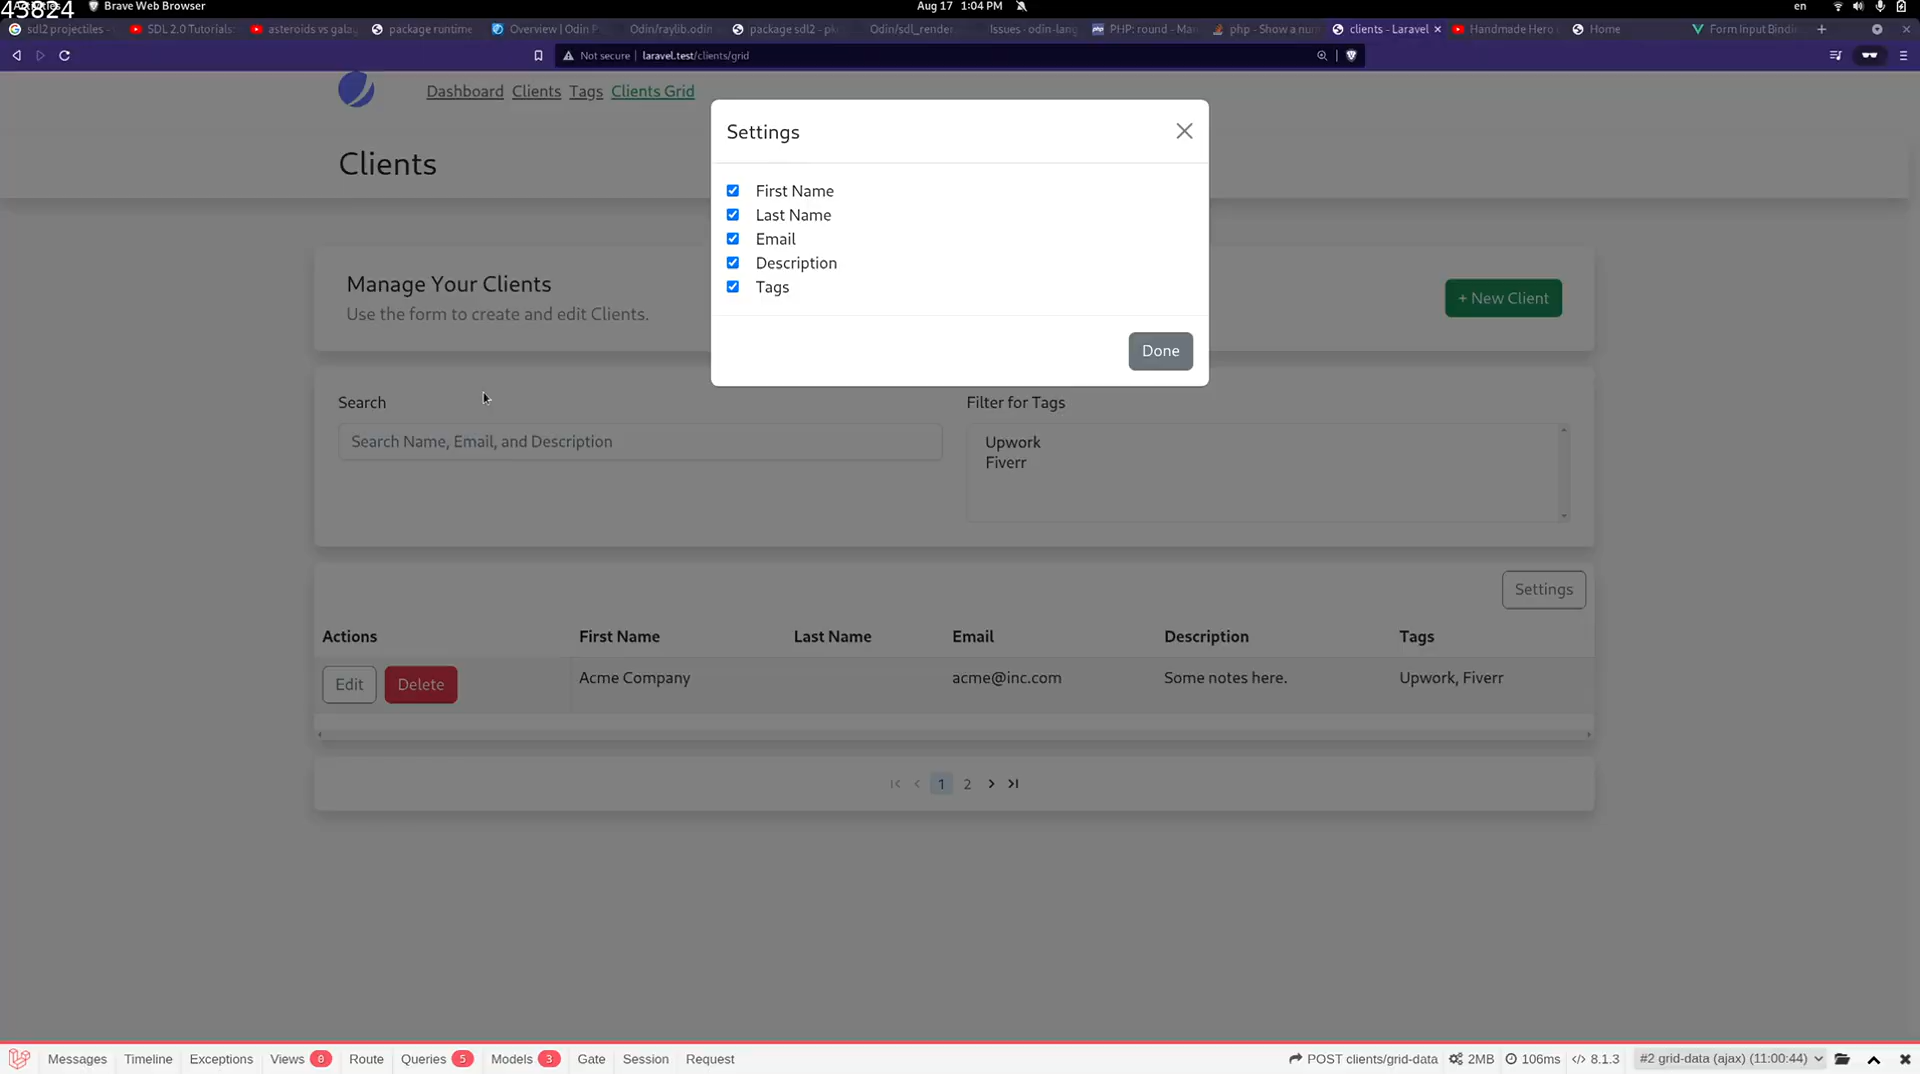 43824
Brave Web Browser
Aug 17 1:04 PM
en
sdl2 projectiles -
SDL 2.0 Tutorials:
asteroids vs gala
package runtime
Overview | Odin P
Odin/raylib.odin
package sdl2 - pk
Odin/sdl_render
Issues · odin-lang
PHP: round - Ma
php - Show a num
clients - Laravel
Handmade Hero
Home
Form Input Bindi
Not secure
laravel.test/clients/grid
Dashboard Clients Tags Clients Grid
Clients
Settings
First Name
Last Name
Email
Description
Tags
Done
Manage Your Clients
Use the form to create and edit Clients.
+ New Client
Search
Search Name, Email, and Description
Filter for Tags
Upwork
Fiverr
Settings
Actions First Name Last Name Email Description Tags
Edit Delete Acme Company acme@inc.com Some notes here. Upwork, Fiverr
1 2
Messages Timeline Exceptions Views 0 Route Queries 5 Models 3 Gate Session Request
POST clients/grid-data 2MB 106ms 8.1.3 #2 grid-data (ajax) (11:00:44)